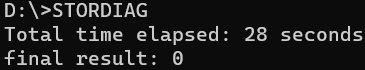 D:\>STORDIAG
Total time elapsed: 28 seconds
final result: 0